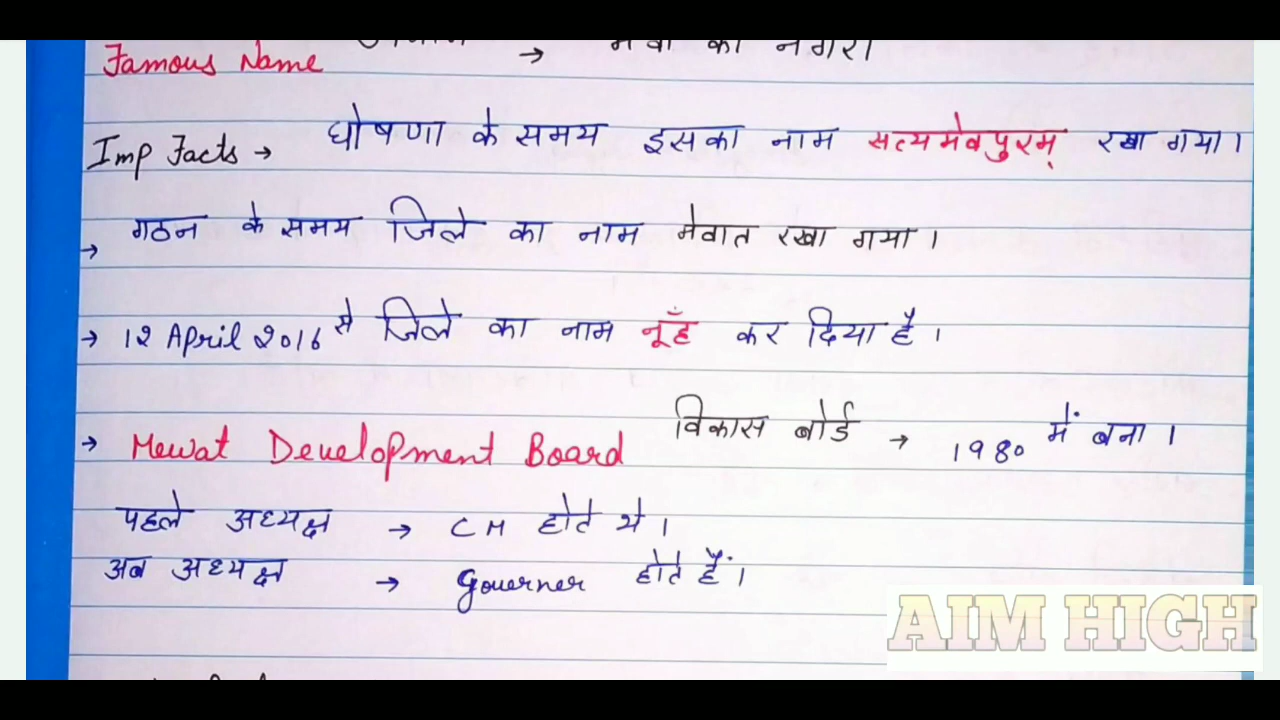 Famous Name → मेवों की नगरी
Imp Facts → घोषणा के समय इसका नाम सत्यमेवपुरम् रखा गया।
→ गठन के समय जिले का नाम मेवात रखा गया।
→ 12 April 2016 से जिले का नाम नूँह कर दिया है।
→ Mewat Development Board विकास बोर्ड → 1980 में बना।
पहले अध्यक्ष → CM होते थे।
अब अध्यक्ष → Governer होते हैं।
AIM HIGH